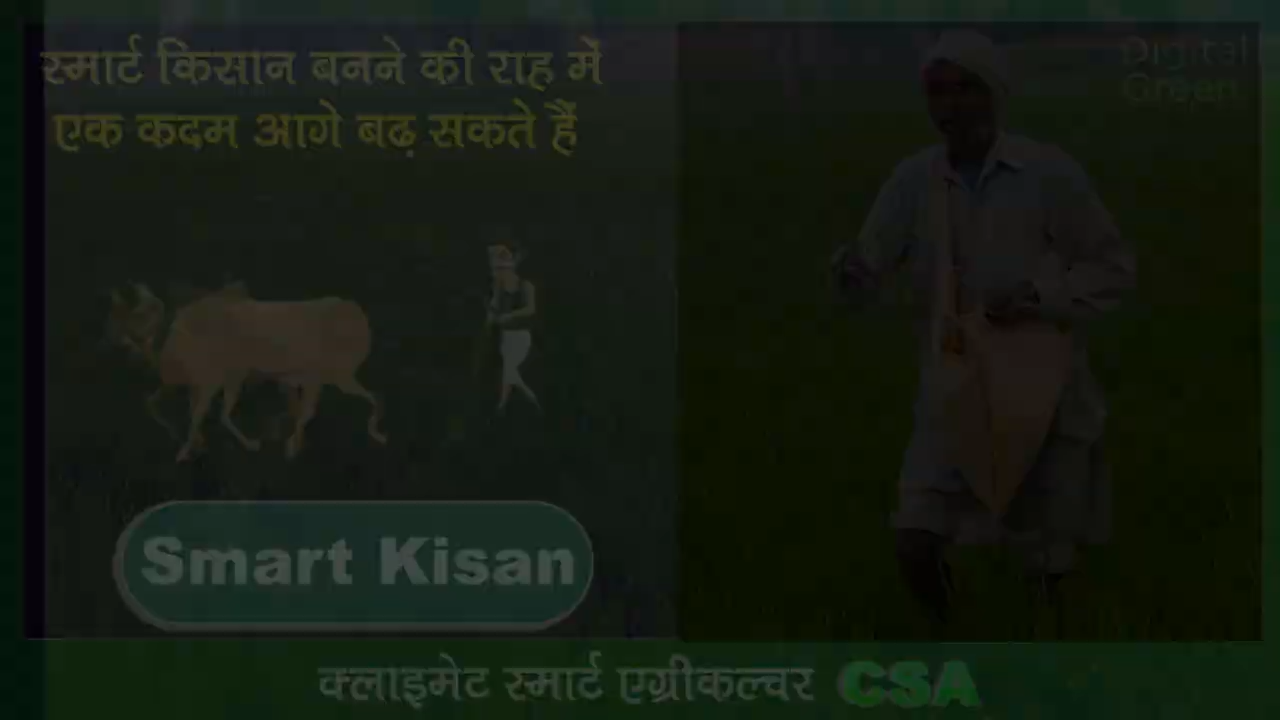 स्मार्ट किसान बनने की राह में
एक कदम आगे बढ़ सकते हैं
Digital
Green
Smart Kisan
क्लाइमेट स्मार्ट एग्रीकल्चर CSA